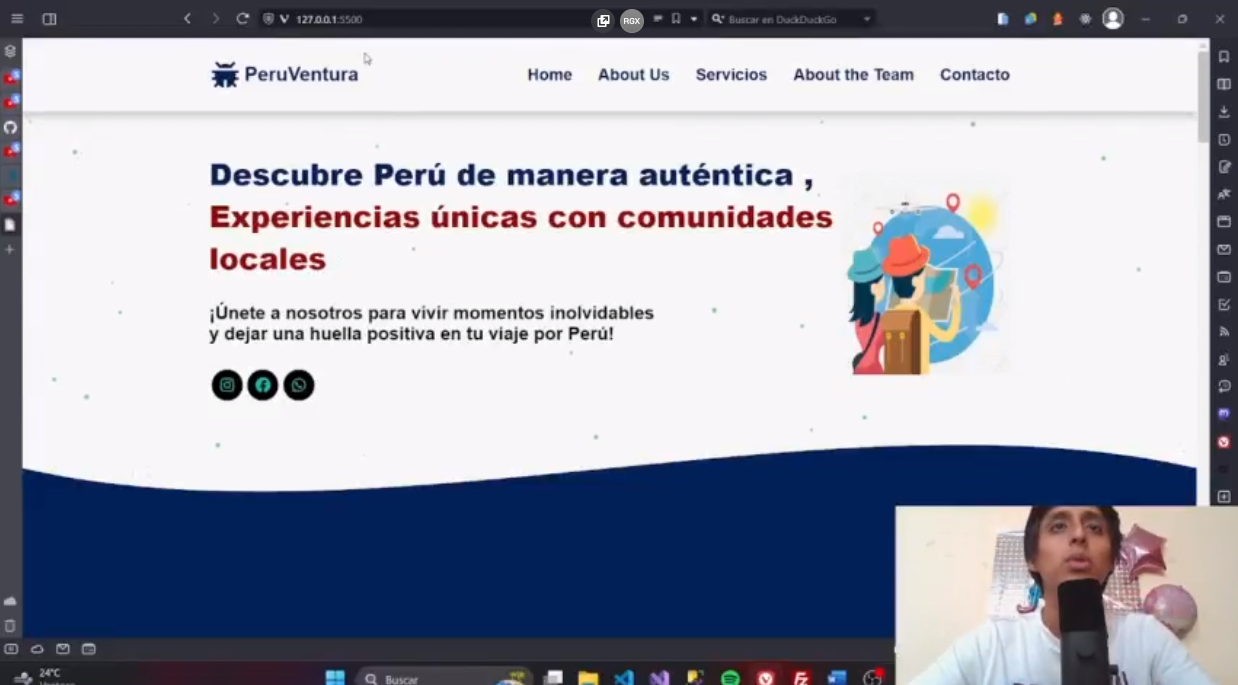 127.0.0.1:5500
RGX
Buscar en DuckDuckGo
PeruVentura
Home
About Us
Servicios
About the Team
Contacto
Descubre Perú de manera auténtica ,
Experiencias únicas con comunidades
locales
¡Únete a nosotros para vivir momentos inolvidables
y dejar una huella positiva en tu viaje por Perú!
24°C
Buscar